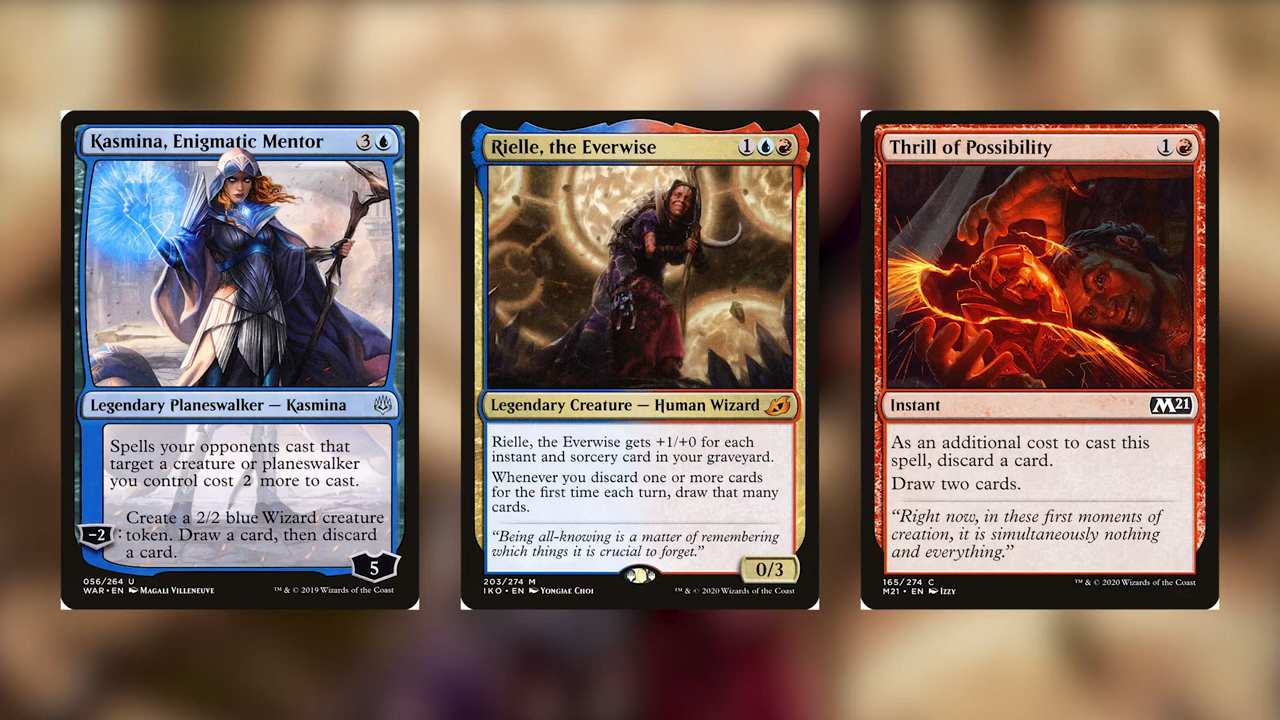 Kasmina, Enigmatic Mentor 3
Legendary Planeswalker — Kasmina
Spells your opponents cast that
target a creature or planeswalker
you control cost 2 more to cast.
−2: Create a 2/2 blue Wizard creature
token. Draw a card, then discard
a card.
5
056/264 U
WAR • EN Magali Villeneuve ™ & © 2019 Wizards of the Coast
Rielle, the Everwise 1
Legendary Creature — Human Wizard
Rielle, the Everwise gets +1/+0 for each
instant and sorcery card in your graveyard.
Whenever you discard one or more cards
for the first time each turn, draw that many
cards.
“Being all-knowing is a matter of remembering
which things it is crucial to forget.”
0/3
203/274 M
IKO • EN Yongjae Choi ™ & © 2020 Wizards of the Coast
Thrill of Possibility 1
Instant M21
As an additional cost to cast this
spell, discard a card.
Draw two cards.
“Right now, in these first moments of
creation, it is simultaneously nothing
and everything.”
165/274 C
M21 • EN Izzy ™ & © 2020 Wizards of the Coast